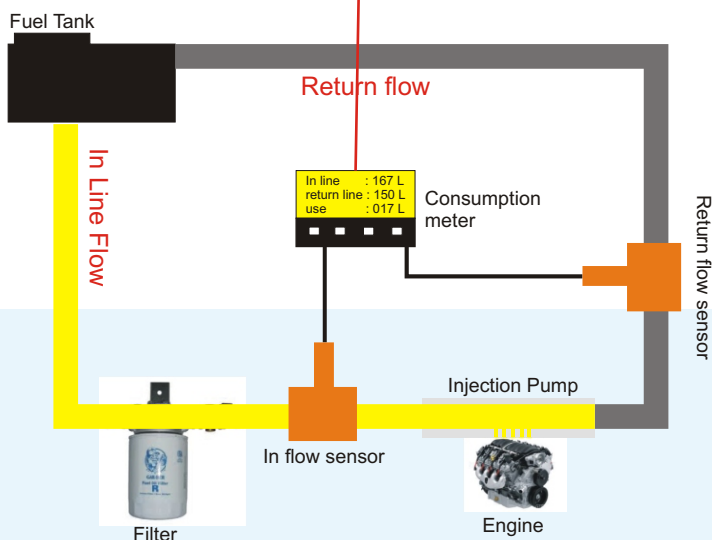 Fuel Tank
Return flow
In Line Flow
In line : 167 L
return line : 150 L
use : 017 L
Consumption
meter
Return flow sensor
Injection Pump
In flow sensor
R
Filter
Engine